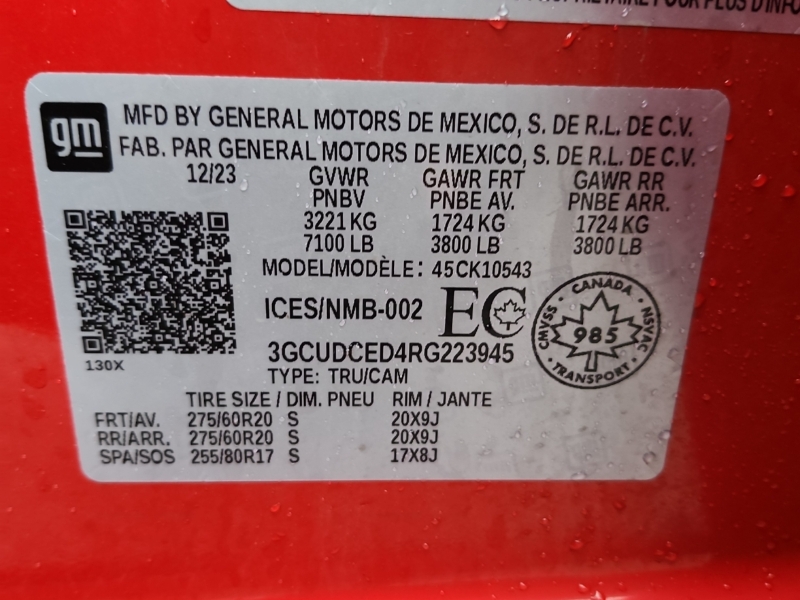 PRIÉTAIRE POUR PLUS D'INFO
gm
MFD BY GENERAL MOTORS DE MEXICO, S. DE R.L. DE C.V.
FAB. PAR GENERAL MOTORS DE MEXICO, S. DE R.L. DE C.V.
12/23 GVWR GAWR FRT GAWR RR
PNBV PNBE AV. PNBE ARR.
3221 KG 1724 KG 1724 KG
7100 LB 3800 LB 3800 LB
MODEL/MODÈLE: 45CK10543
ICES/NMB-002 EC
CANADA
CMVSS 985 NSVAC
TRANSPORT
3GCUDCED4RG223945
130X
TYPE: TRU/CAM
TIRE SIZE / DIM. PNEU RIM / JANTE
FRT/AV. 275/60R20 S 20X9J
RR/ARR. 275/60R20 S 20X9J
SPA/SOS 255/80R17 S 17X8J